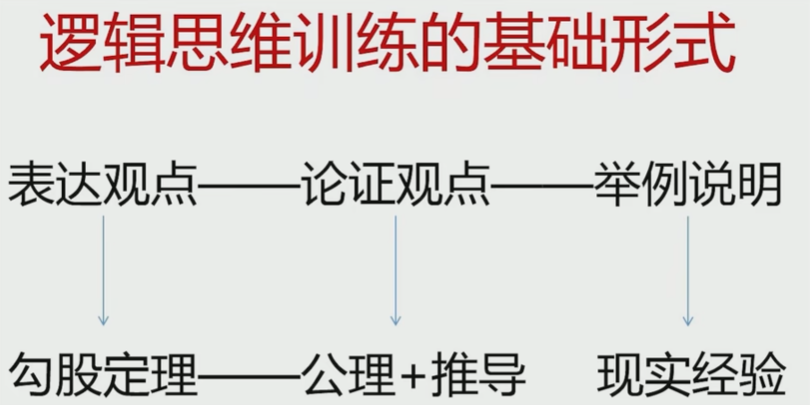 逻辑思维训练的基础形式
表达观点——论证观点——举例说明
勾股定理——公理+推导 现实经验